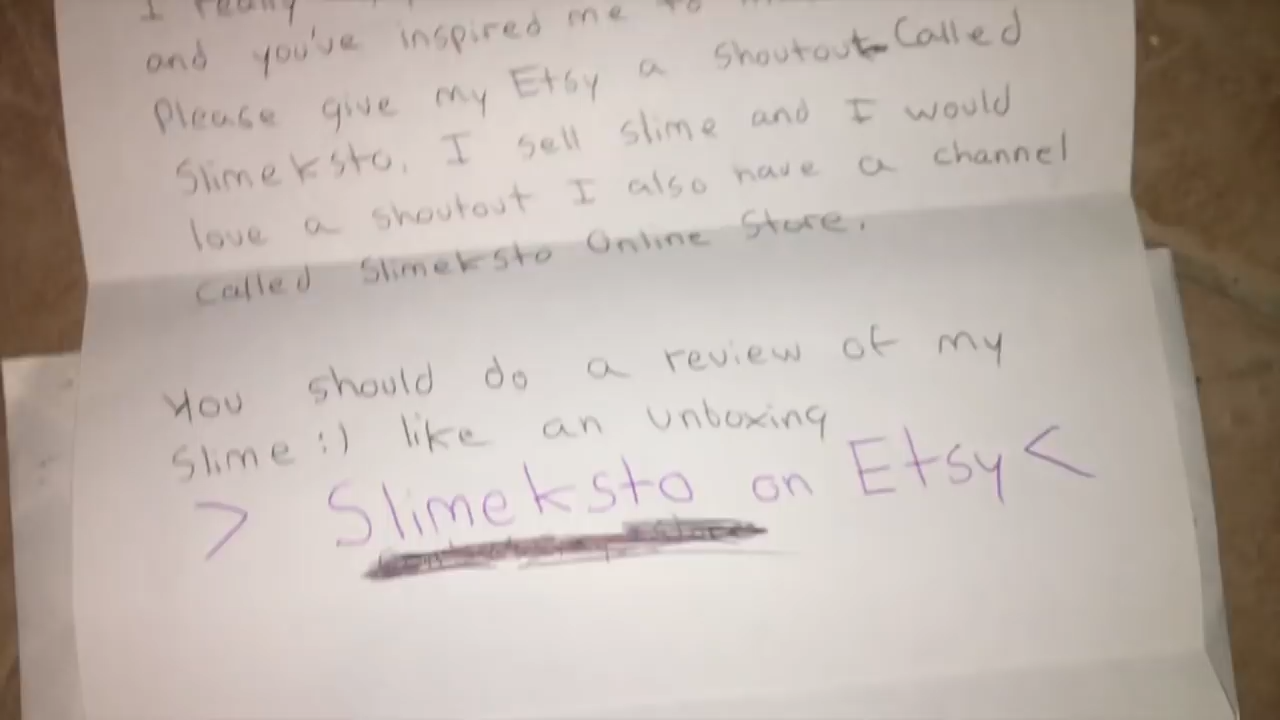 I really
and you've inspired me to
Please give my Etsy a shoutout Called
Slimeksto. I sell slime and I would
love a shoutout I also have a channel
called Slimeksto Online Store.
You should do a review of my
Slime :) like an unboxing
> Slimeksto on Etsy <